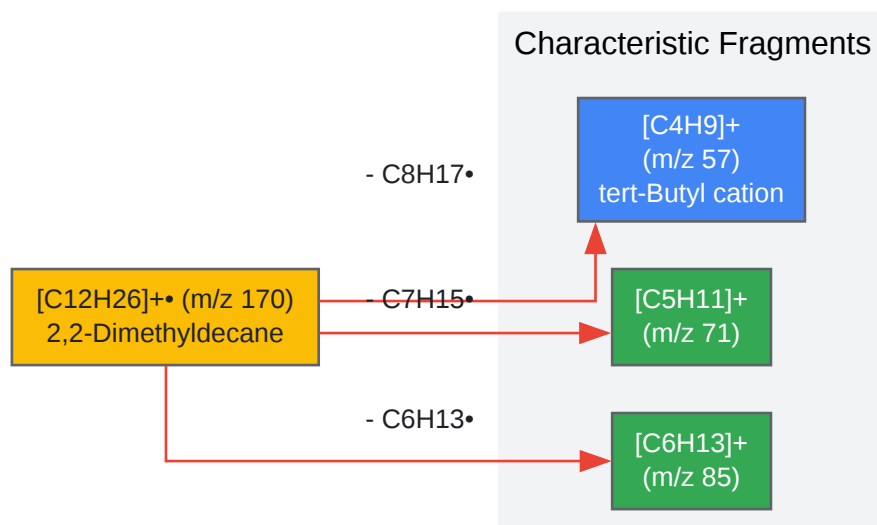 Characteristic Fragments
[C4H9]+
(m/z 57)
tert-Butyl cation
- C8H17•
[C12H26]+• (m/z 170)
2,2-Dimethyldecane
- C7H15•
[C5H11]+
(m/z 71)
- C6H13•
[C6H13]+
(m/z 85)